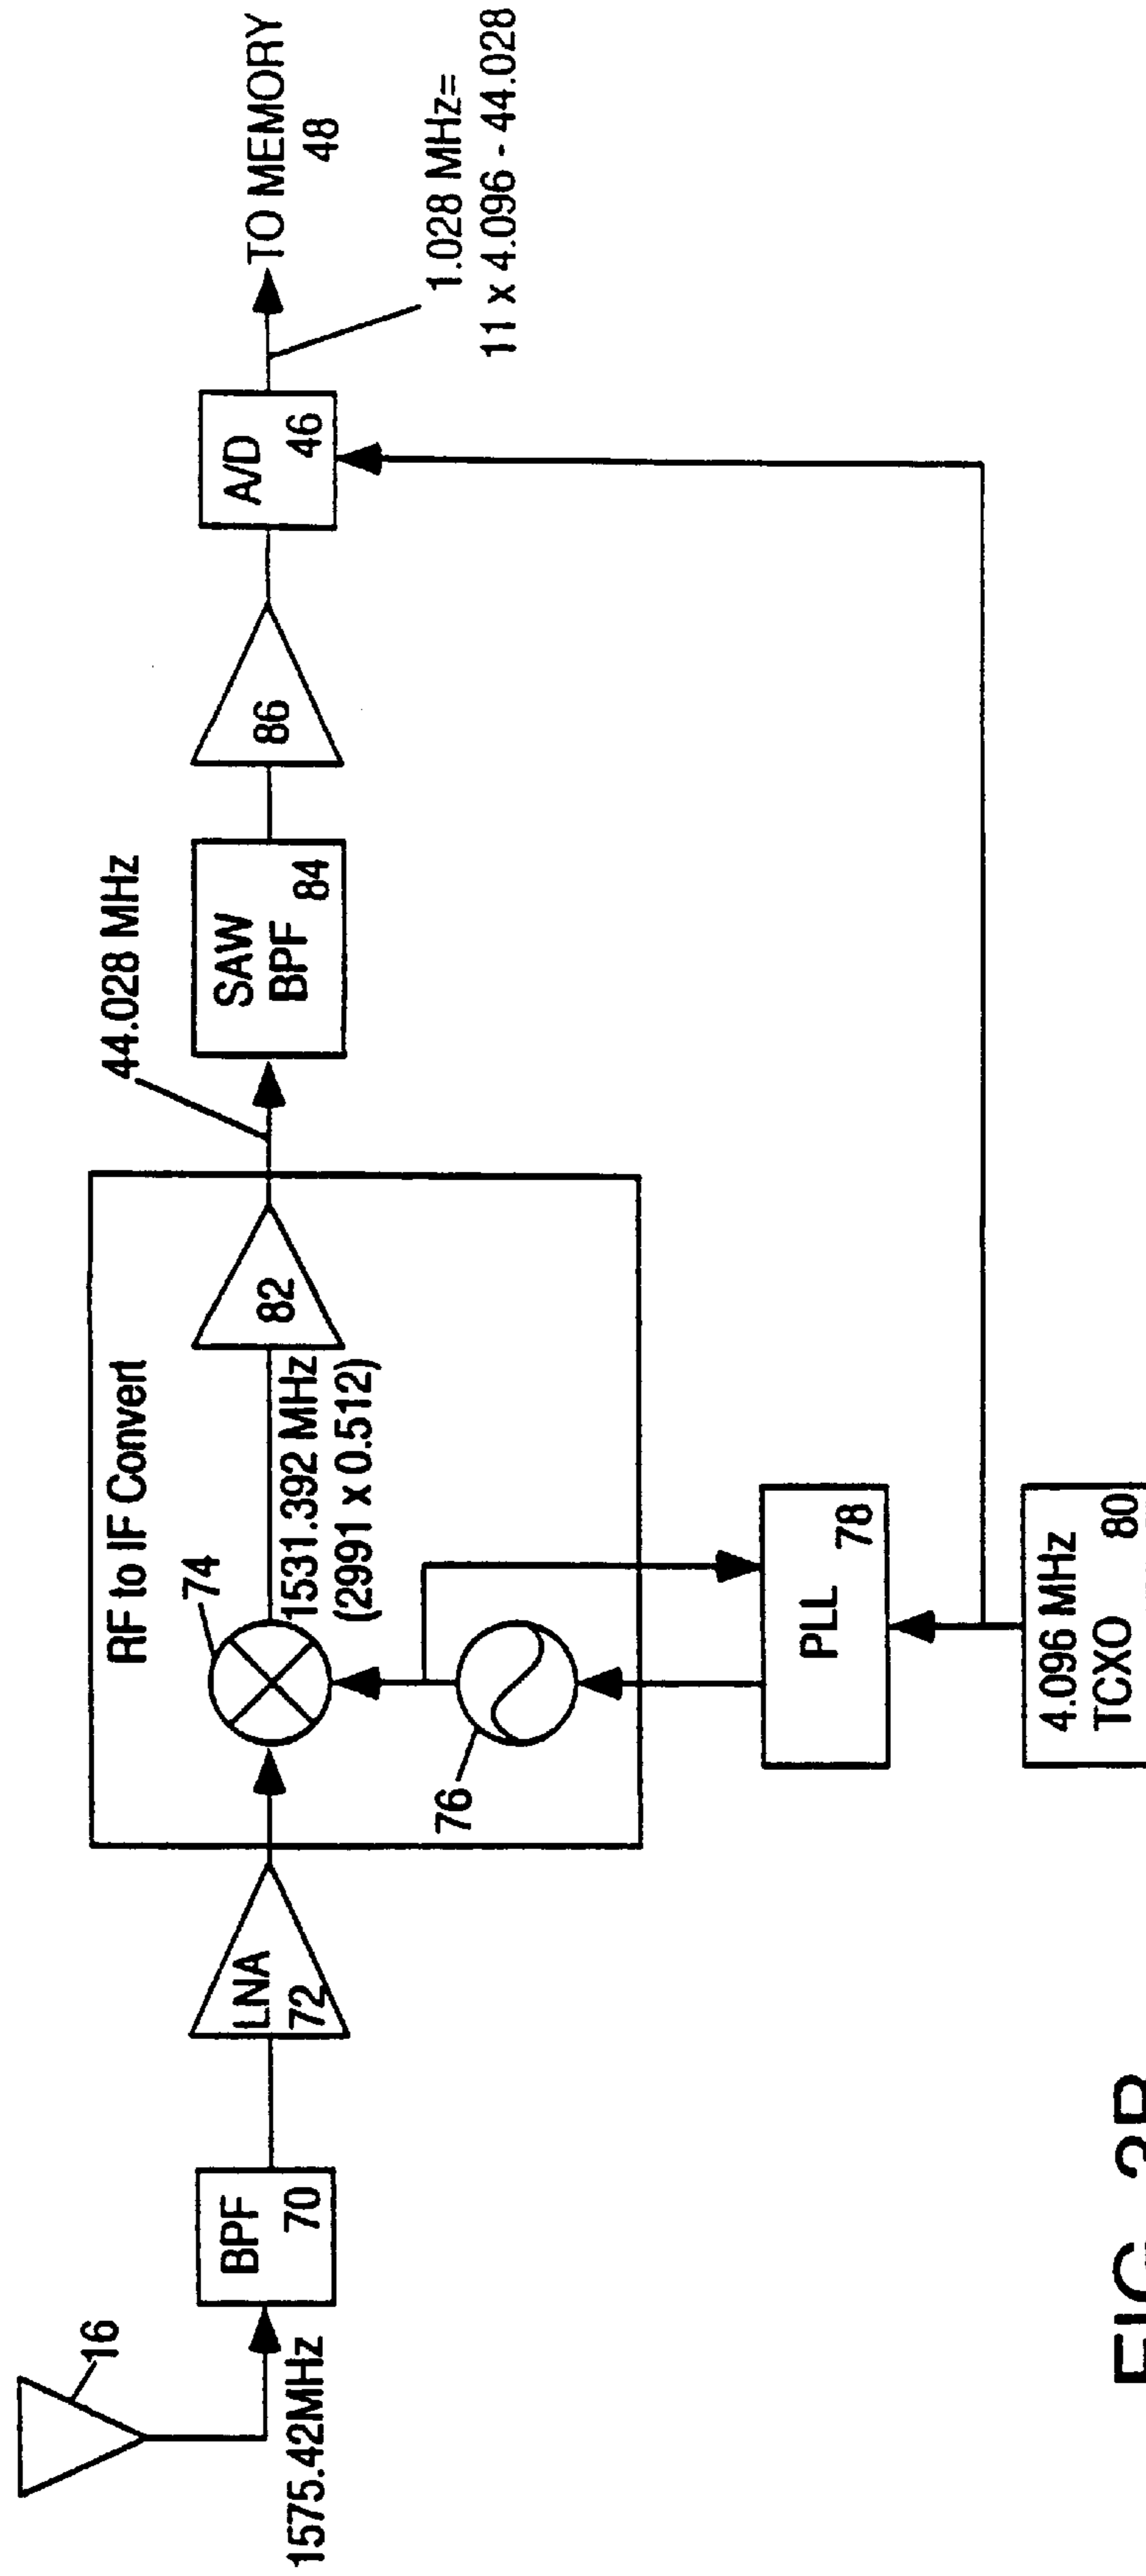 16
1575.42MHz
BPF
70
LNA
72
RF to IF Convert
74
76
1531.392 MHz
(2991 x 0.512)
82
44.028 MHz
SAW
BPF
84
86
A/D
46
TO MEMORY
48
1.028 MHz=
11 x 4.096 - 44.028
PLL
78
4.096 MHz
TCXO
80